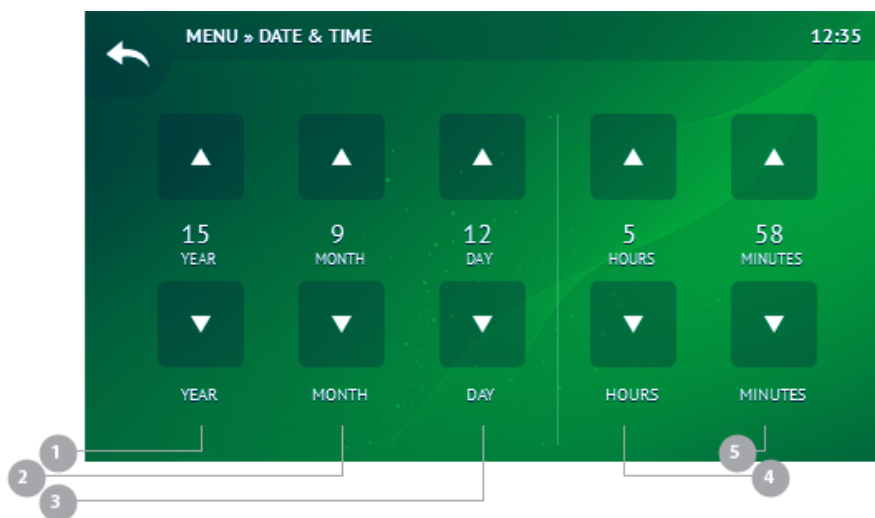 MENU » DATE & TIME 12:35
15 9 12 5 58
YEAR MONTH DAY HOURS MINUTES
YEAR MONTH DAY HOURS MINUTES
1
5
2
4
3